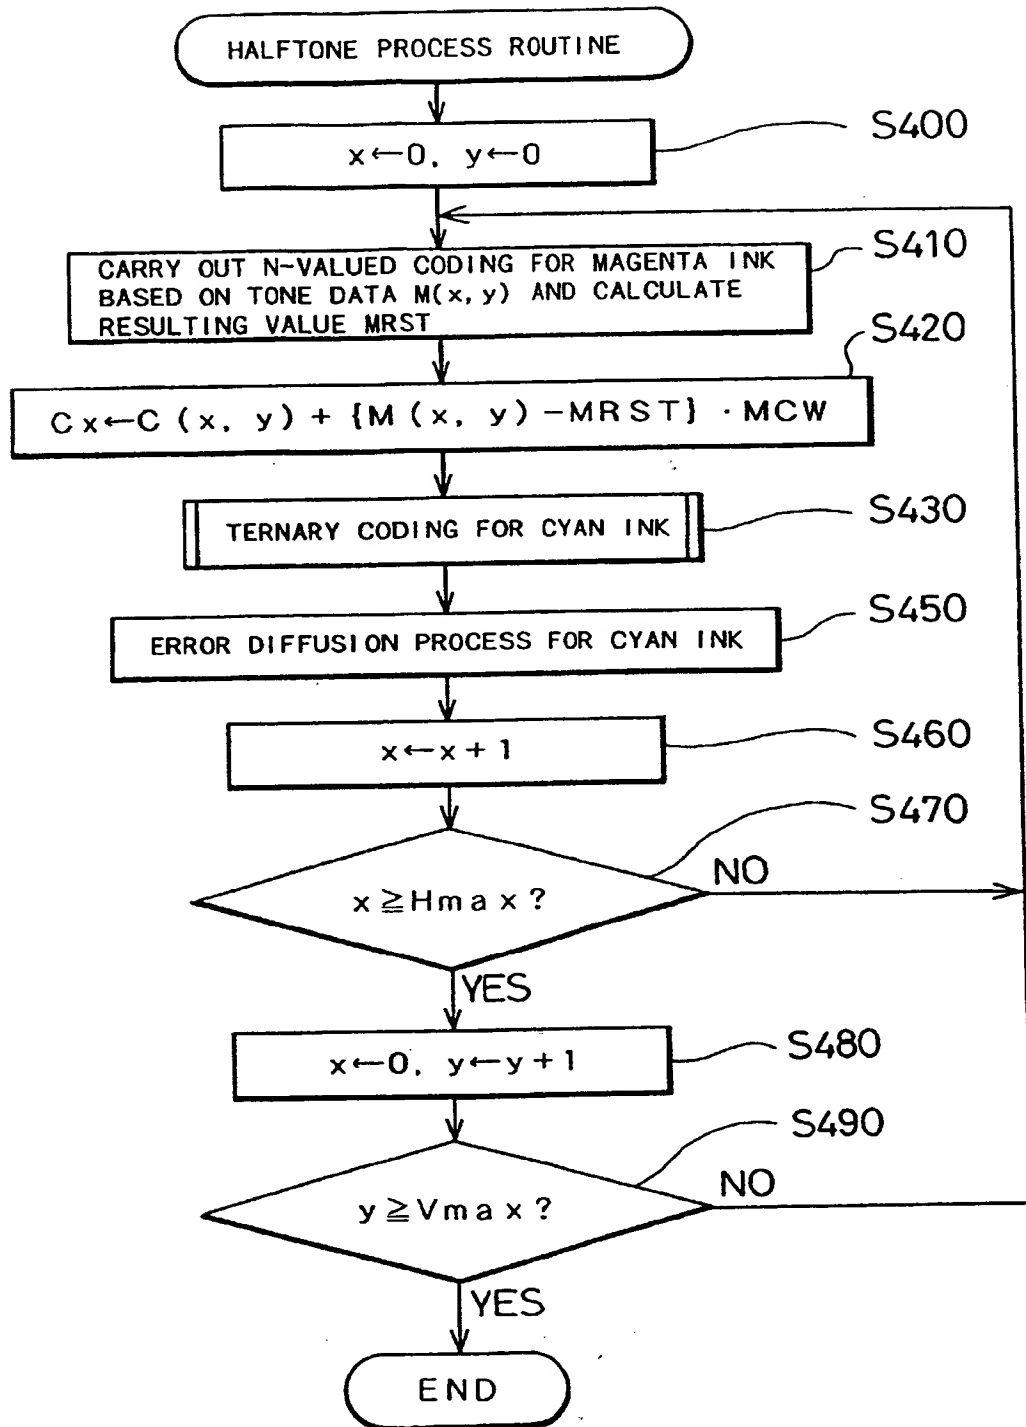 HALFTONE PROCESS ROUTINE
x←0, y←0
S400
CARRY OUT N-VALUED CODING FOR MAGENTA INK
BASED ON TONE DATA M(x, y) AND CALCULATE
RESULTING VALUE MRST
S410
Cx←C (x, y) + {M (x, y) −MRST} · MCW
S420
TERNARY CODING FOR CYAN INK
S430
ERROR DIFFUSION PROCESS FOR CYAN INK
S450
x←x+1
S460
x≧Hmax?
S470
NO
YES
x←0, y←y+1
S480
y≧Vmax?
S490
NO
YES
END